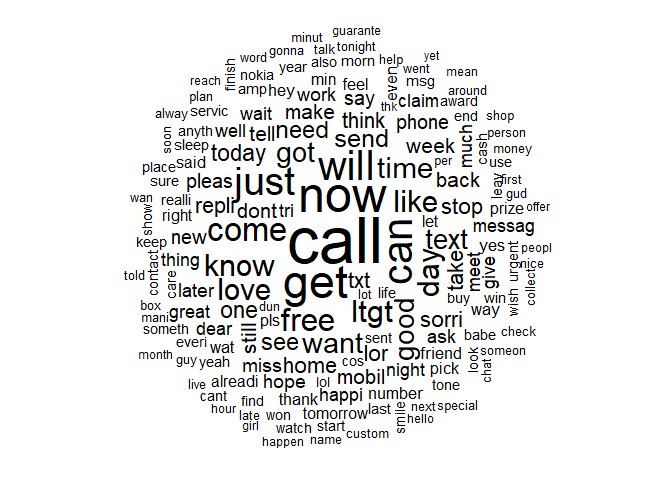 guarante
minut
talk tonight
word gonna
yet
finish
year also morn help
went
mean
nokia
even
reach
min feel
msg
around
amp hey
thk
plan
work say
claim award
alway servic
wait make
phone end shop
soon
anyth well tell need
think
send
much
cash
person
sleep
today got
week
money
place said
will time
per
use
sure pleas
just now
back
leav
first
wan
realli
like
stop prize
gud
offer
show
right
replr dont tri
let
messag
keep
new
come
call
can
text
yes
peopl
contact
thing
know
get
day
take
meet
give
urgent
nice
told
care
later love
txt
wish
collect
box
lot life
buy win
mani
great one
dun
ltgt
way
someth
dear
pls
free
good
sorri
babe check
everi
wat
still
see want
sent
ask
month
guy yeah
miss home
cos
lor
friend
look
chat
someon
live
alreadi hope
lol
mobil night pick
tone
cant
find thank happi number
hour
late won tomorrow last
smile
next special
girl
watch start
hello
happen name custom